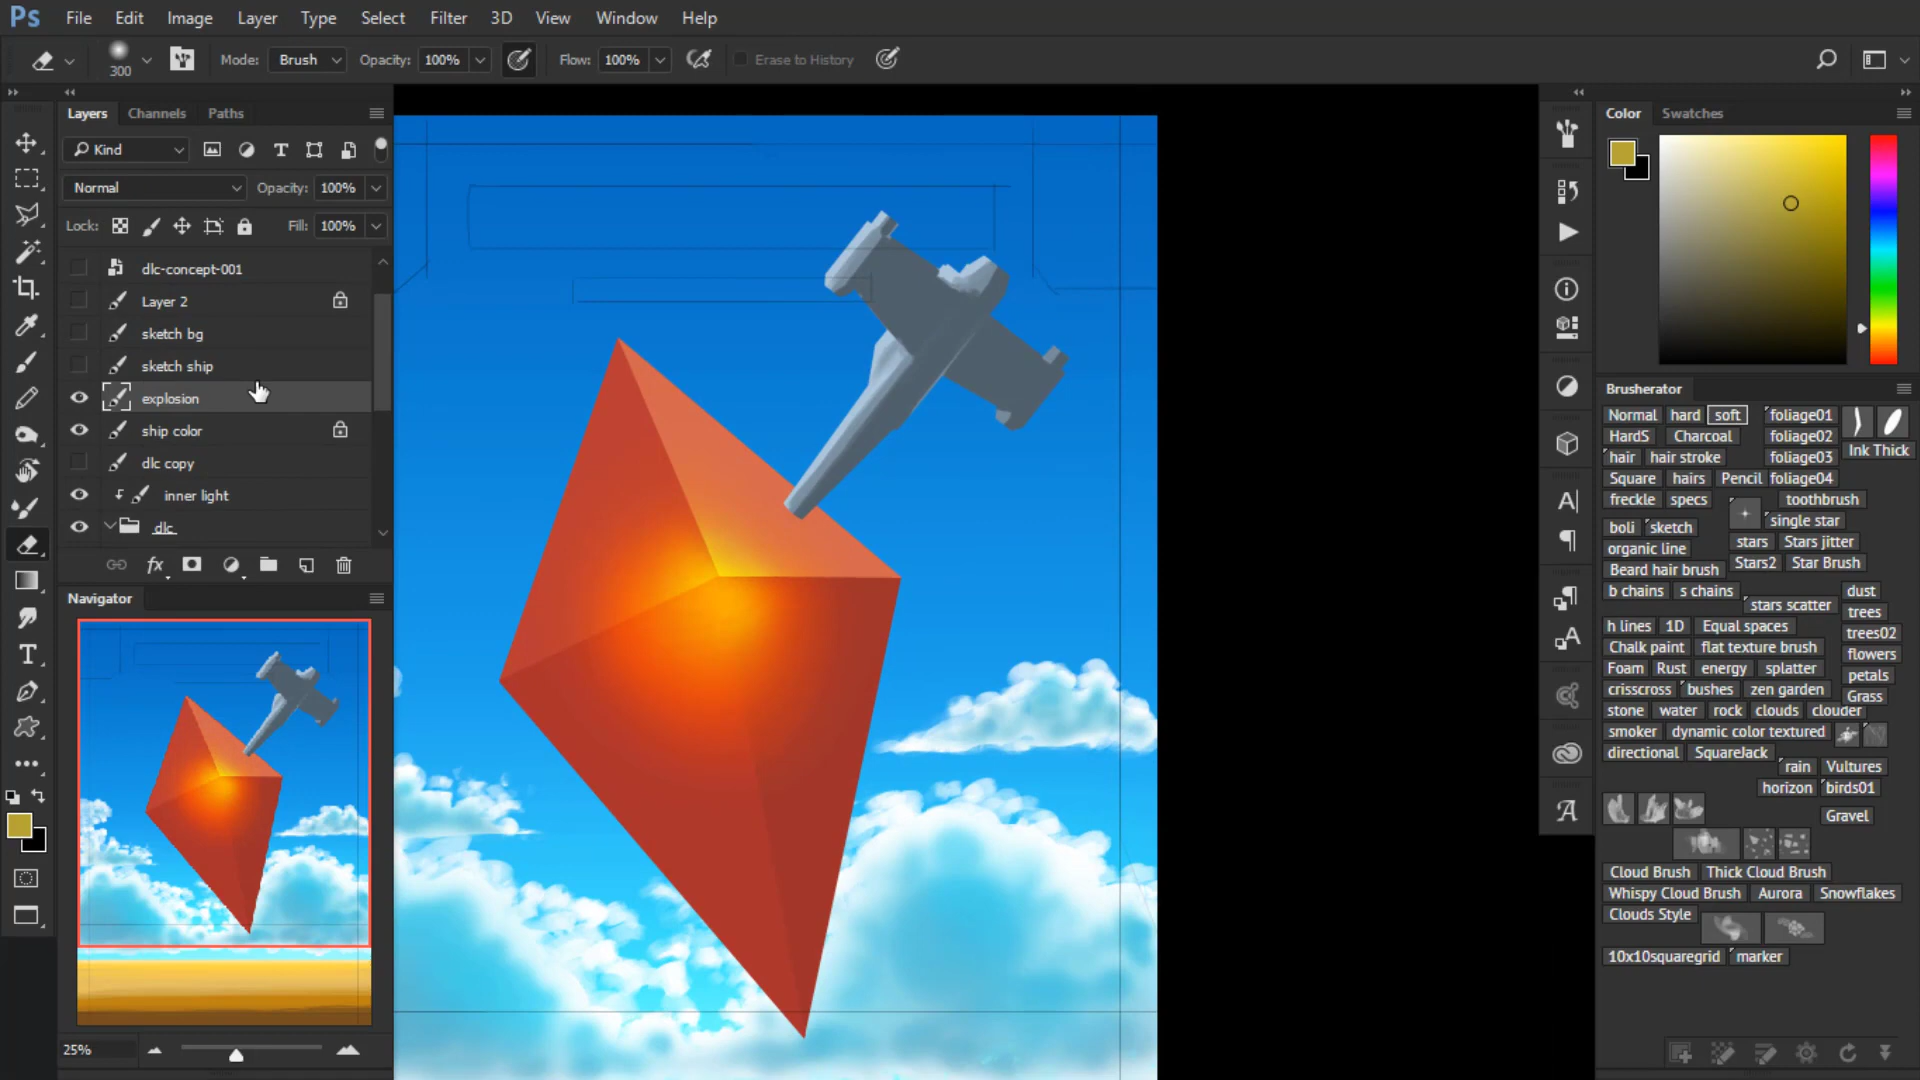 Ps File Edit Image Layer Type Select Filter 3D View Window Help
300 Mode: Brush Opacity: 100% Flow: 100% Erase to History
Layers Channels Paths
Kind
Normal Opacity: 100%
Lock: Fill: 100%
dlc-concept-001
Layer 2
sketch bg
sketch ship
explosion
ship color
dlc copy
inner light
dlc
fx
Navigator
25%
Color Swatches
Brusherator
Normal hard soft foliage01
HardS Charcoal foliage02
Ink Thick
hair hair stroke foliage03
Square hairs Pencil foliage04
freckle specs toothbrush
boli sketch single star
organic line stars Stars jitter
Beard hair brush Stars2 Star Brush
b chains s chains dust
stars scatter trees
h lines 1D Equal spaces trees02
Chalk paint flat texture brush flowers
Foam Rust energy splatter petals
crisscross bushes zen garden Grass
stone water rock clouds clouder
smoker dynamic color textured
directional SquareJack
rain Vultures
horizon birds01
Gravel
Cloud Brush Thick Cloud Brush
Whispy Cloud Brush Aurora Snowflakes
Clouds Style
10x10squaregrid marker